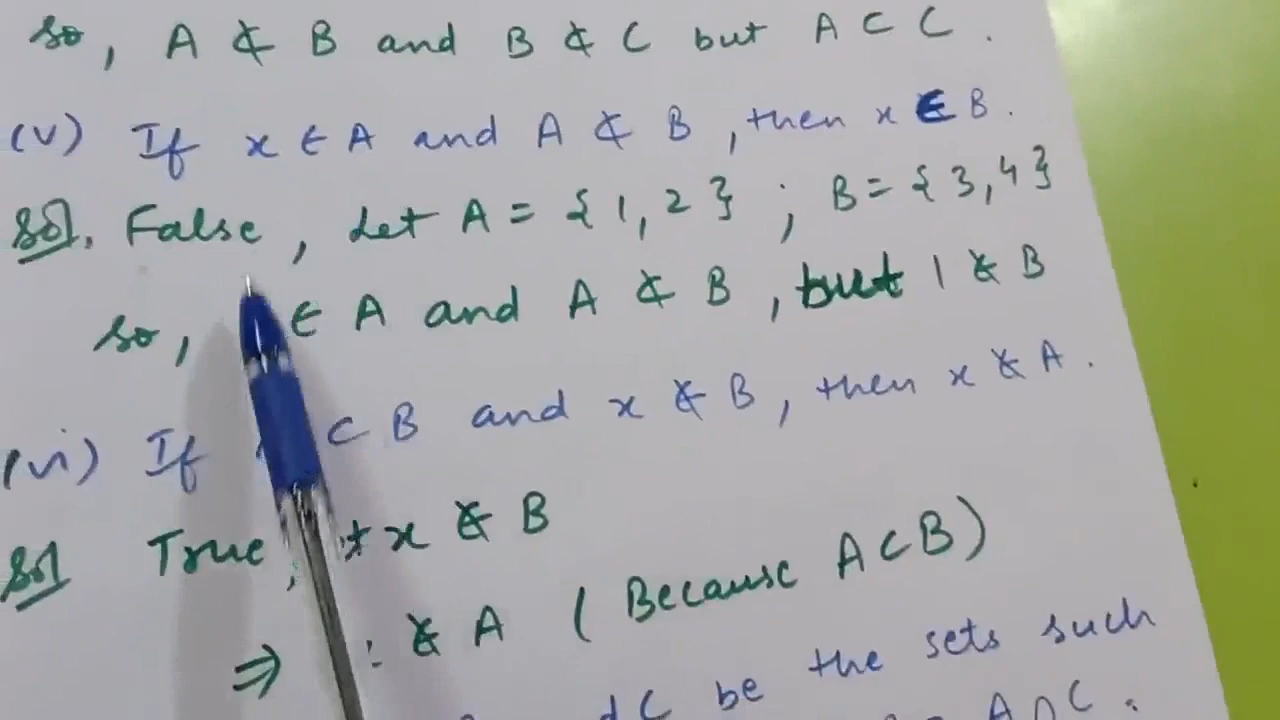 so, A ⊄ B and B ⊄ C but A ⊂ C.
(v) If x ∈ A and A ⊄ B, then x ∈ B.
Sol. False, Let A = {1, 2} ; B = {3, 4}
so, ∈ A and A ⊄ B, but 1 ∉ B
(vi) If ⊂ B and x ∉ B, then x ∉ A.
Sol True, x ∉ B
⇒ ∉ A (Because A ⊂ B)
C be the sets such
A ∩ C.